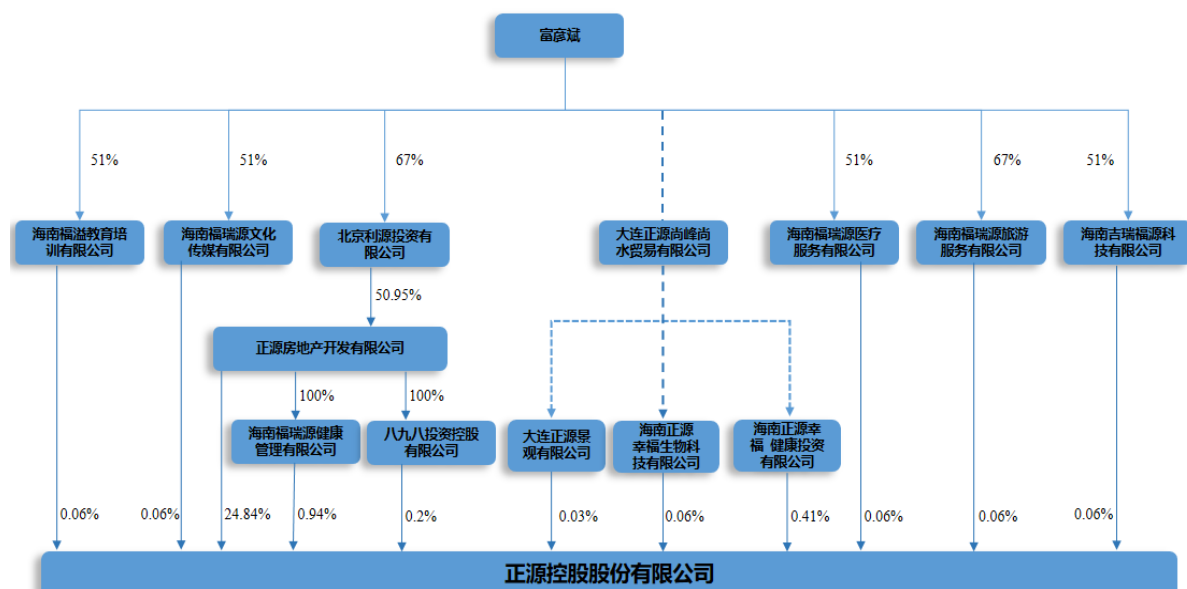 富彦斌
51%
51%
67%
51%
67%
51%
海南福溢教育培
训有限公司
海南福瑞源文化
传媒有限公司
北京利源投资有
限公司
大连正源尚峰尚
水贸易有限公司
海南福瑞源医疗
服务有限公司
海南福瑞源旅游
服务有限公司
海南吉瑞福源科
技有限公司
50.95%
正源房地产开发有限公司
100%
100%
海南福瑞源健康
管理有限公司
八九八投资控股
有限公司
大连正源景
观有限公司
海南正源
幸福生物科
技有限公司
海南正源幸
福 健康投资
有限公司
0.06%
0.06%
24.84%
0.94%
0.2%
0.03%
0.06%
0.41%
0.06%
0.06%
0.06%
正源控股股份有限公司